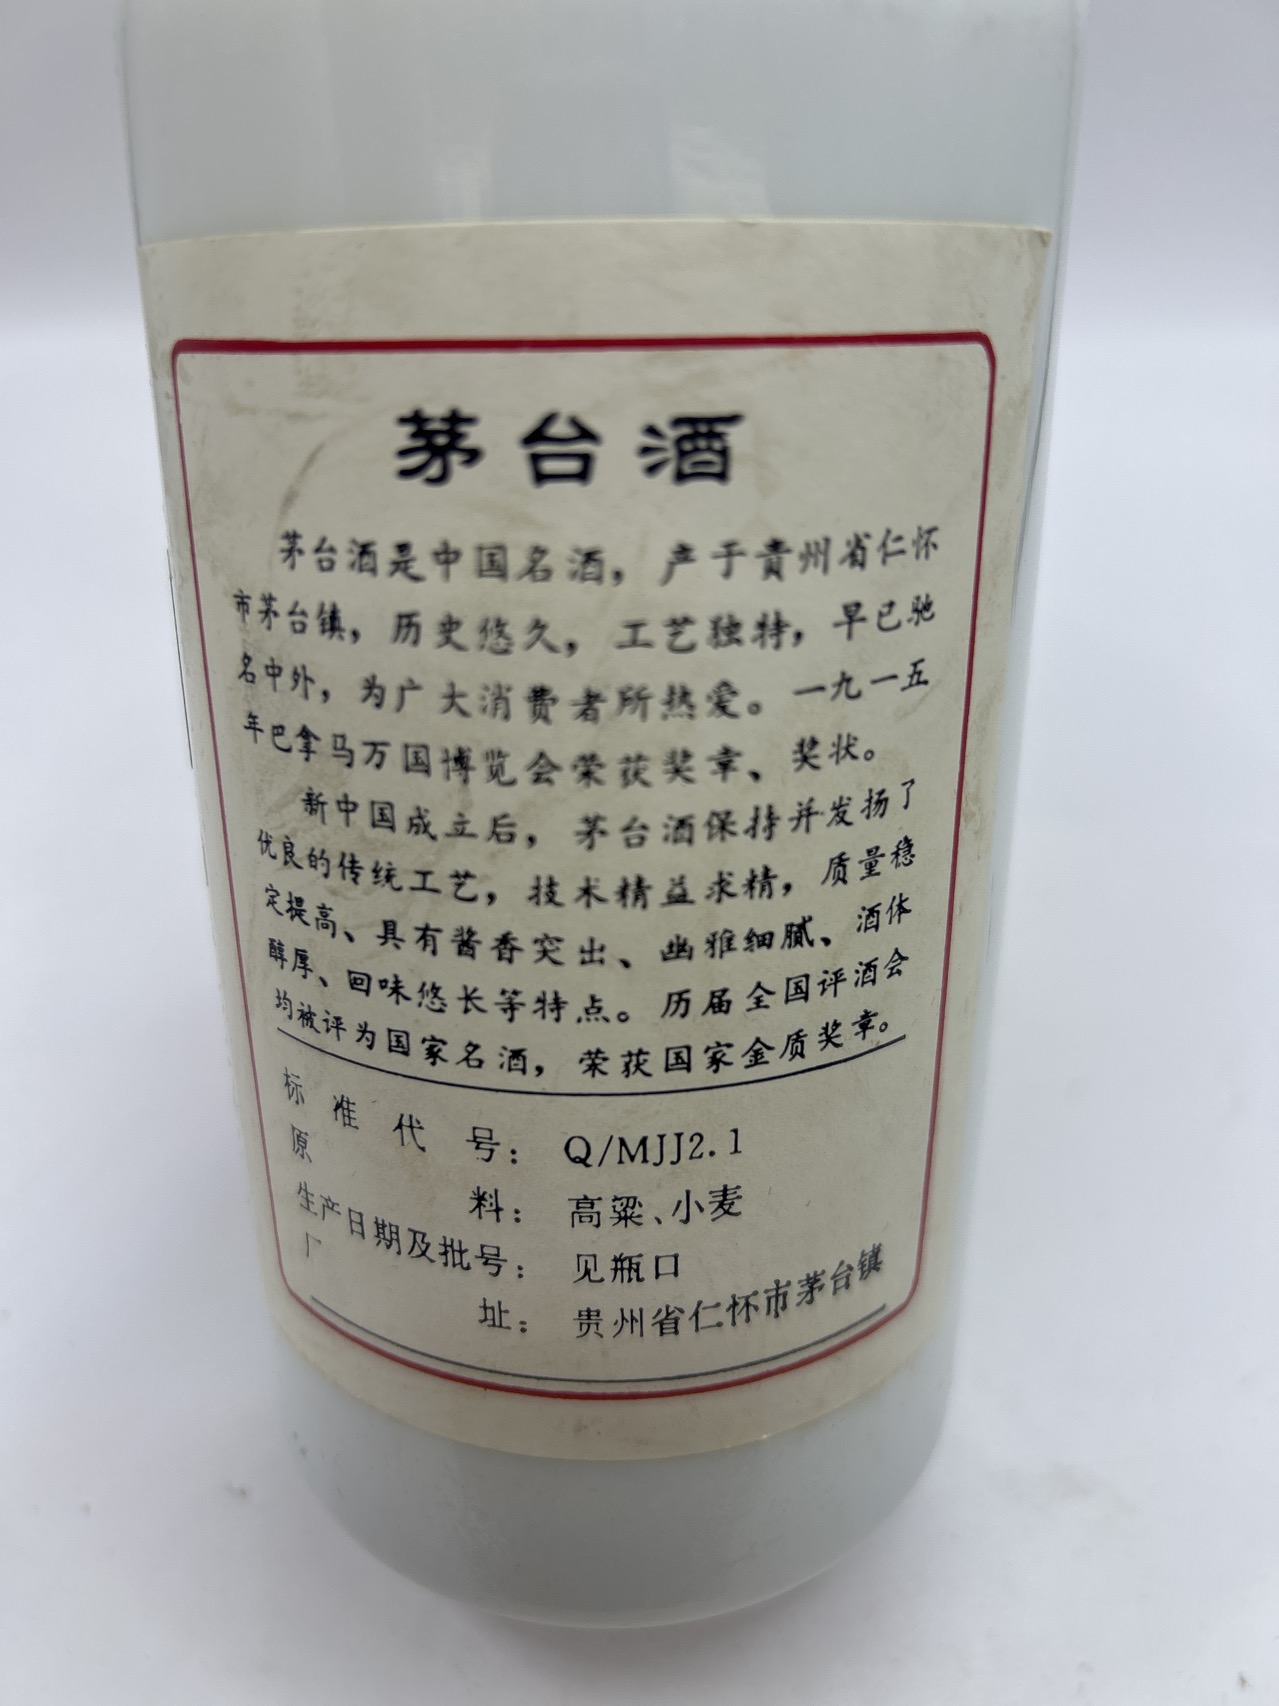 茅台酒
茅台酒是中国名酒，产于贵州省仁怀
市茅台镇，历史悠久，工艺独特，早已驰
名中外，为广大消费者所热爱。一九一五
年巴拿马万国博览会荣获奖章、奖状。
新中国成立后，茅台酒保持并发扬了
优良的传统工艺，技术精益求精，质量稳
定提高、具有酱香突出、幽雅细腻、酒体
醇厚、回味悠长等特点。历届全国评酒会
均被评为国家名酒，荣获国家金质奖章。
标准代号：Q/MJJ2.1
原料：高粱、小麦
生产日期及批号：见瓶口
厂址：贵州省仁怀市茅台镇